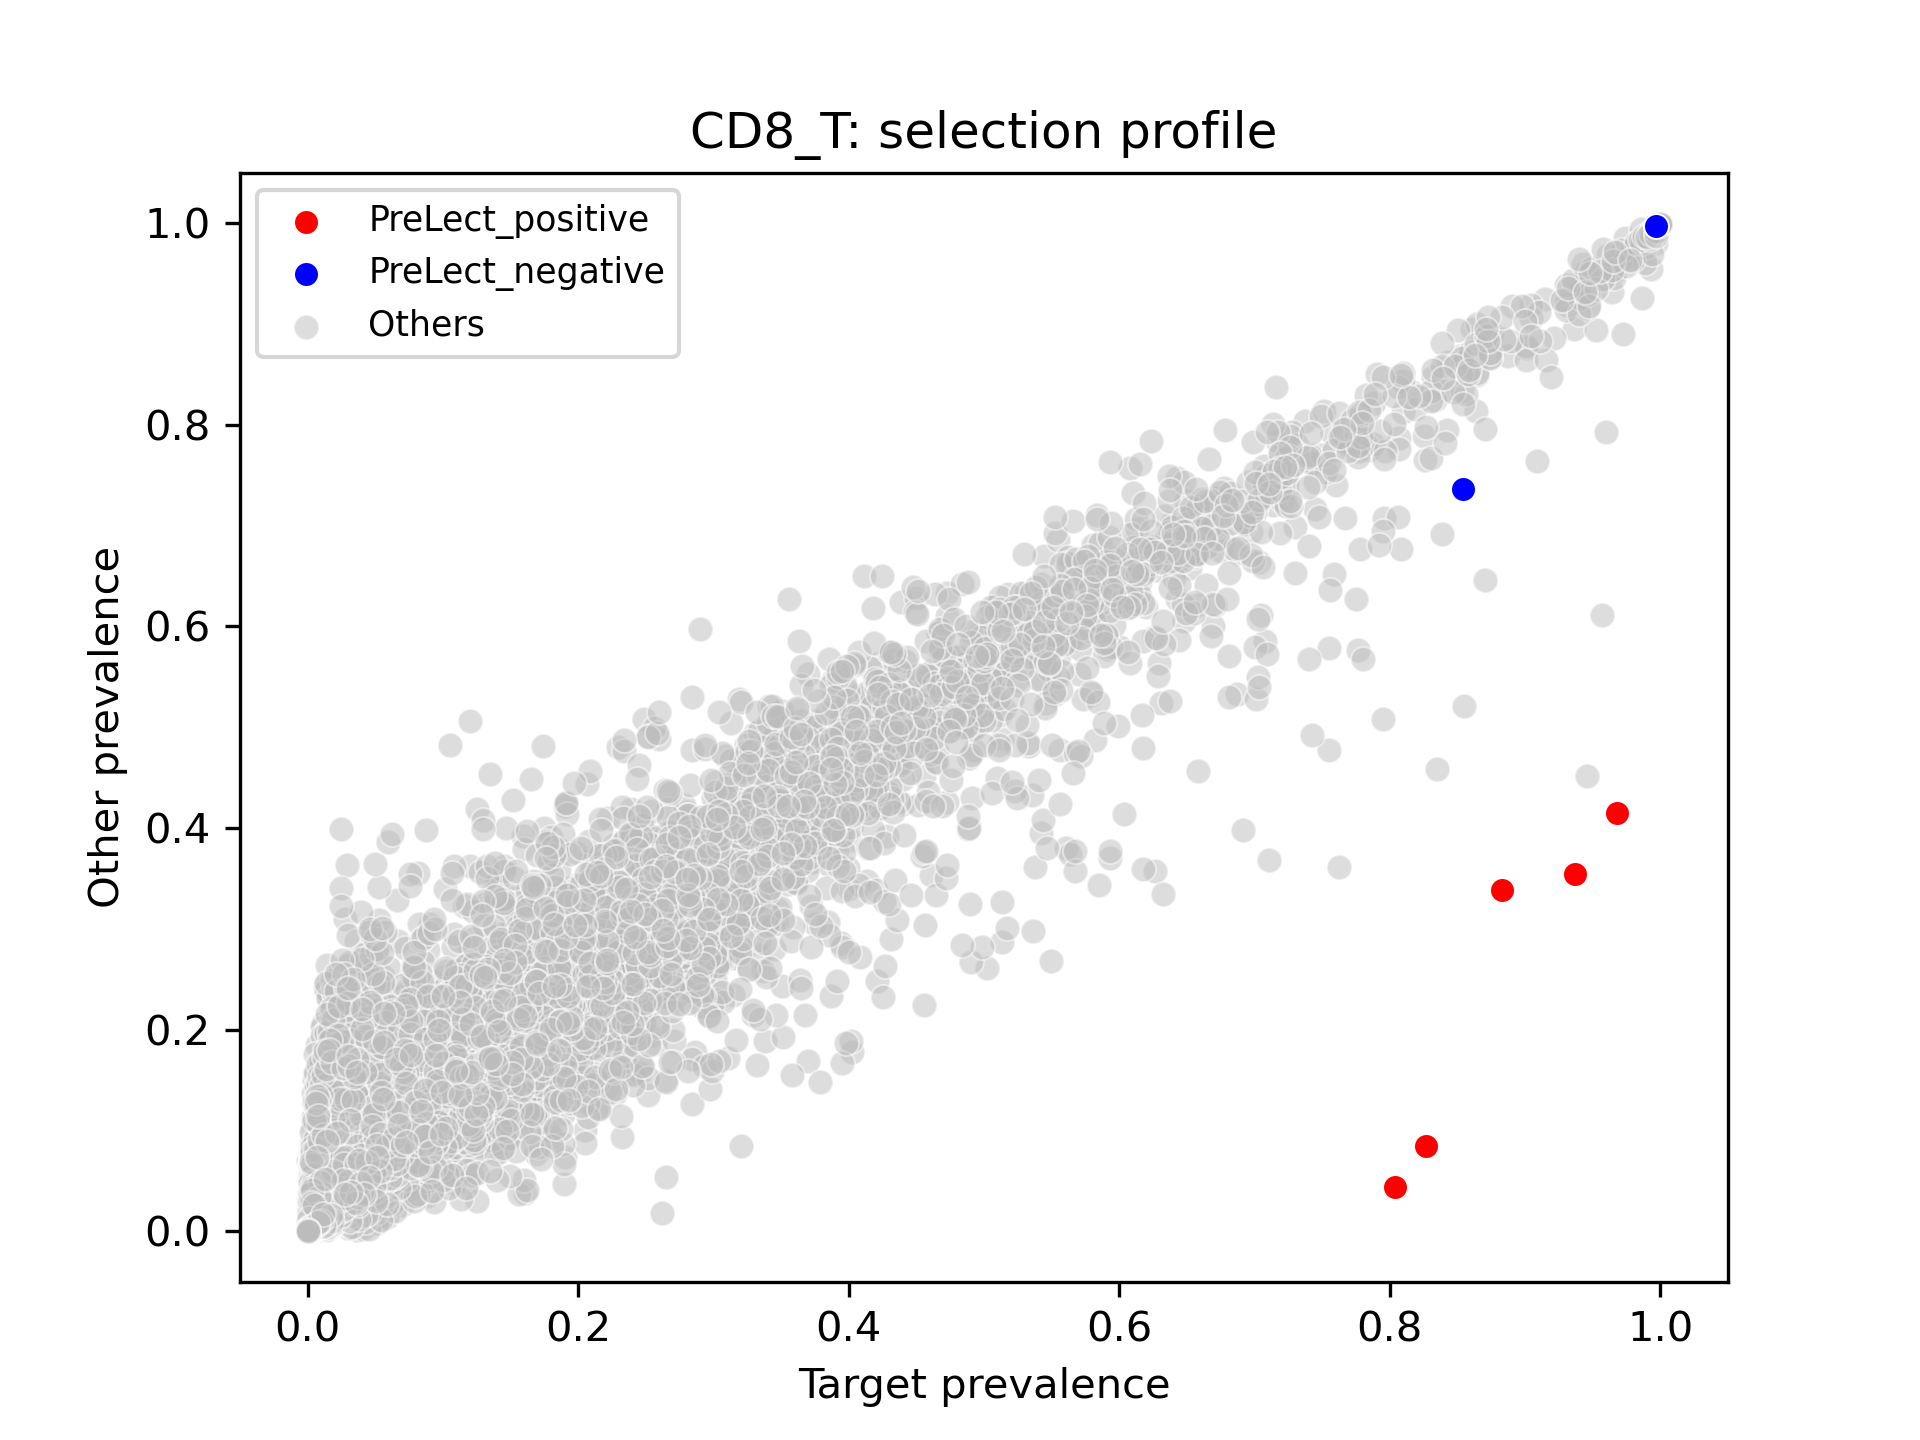 CD8_T: selection profile
PreLect_positive
PreLect_negative
Others
1.0
0.8
0.6
0.4
0.2
0.0
Other prevalence
0.0 0.2 0.4 0.6 0.8 1.0
Target prevalence